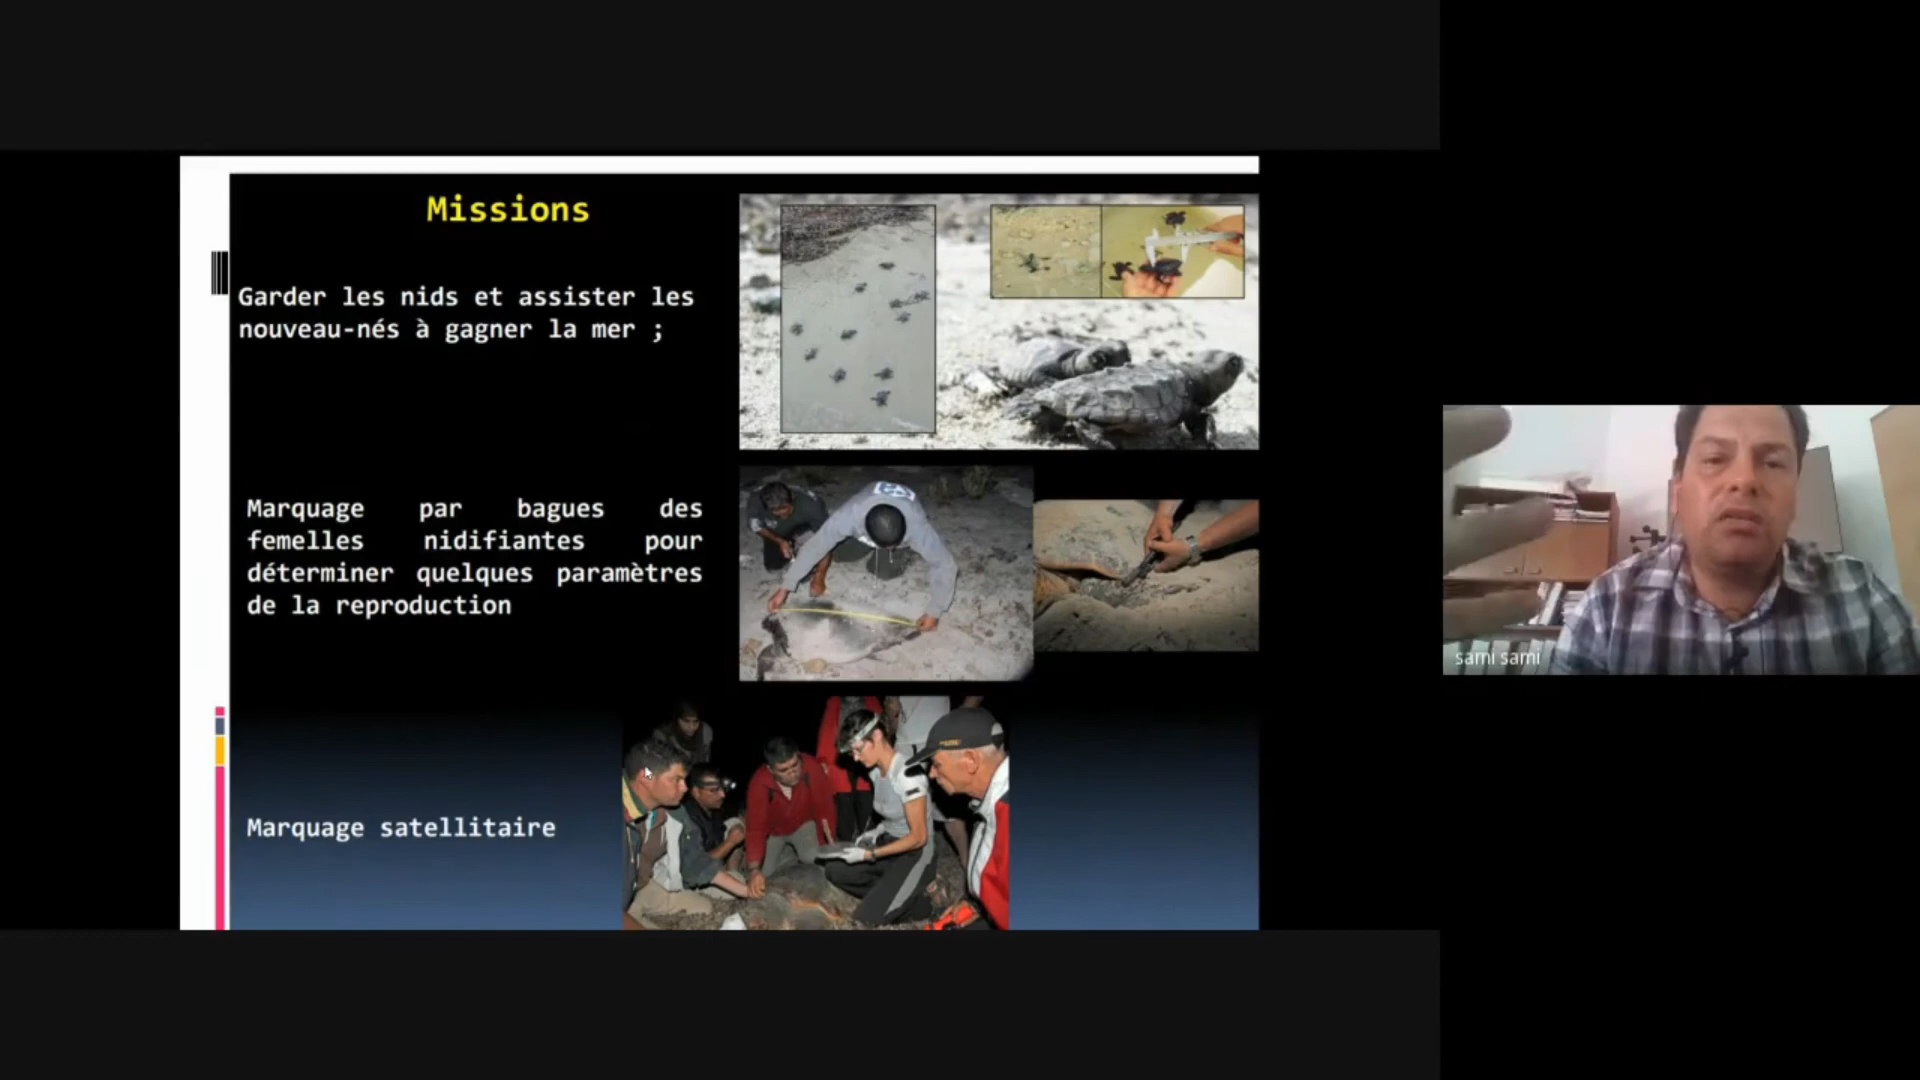 Missions
Garder les nids et assister les
nouveau-nés à gagner la mer ;
Marquage par bagues des
femelles nidifiantes pour
déterminer quelques paramètres
de la reproduction
Marquage satellitaire
sami sami